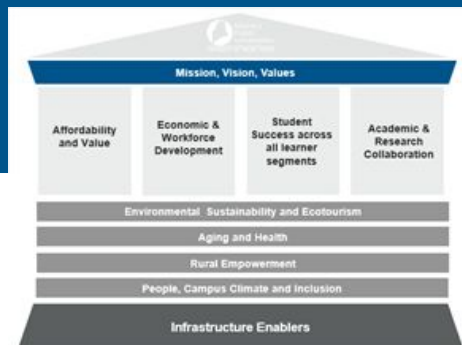 Mission, Vision, Values
Affordability
and Value
Economic &
Workforce
Development
Student
Success across
all learner
segments
Academic &
Research
Collaboration
Environmental Sustainability and Ecotourism
Aging and Health
Rural Empowerment
People, Campus Climate and Inclusion
Infrastructure Enablers